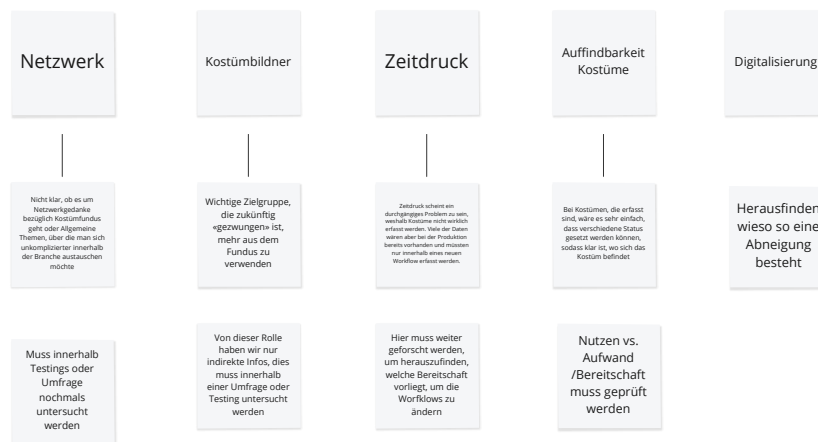 Netzwerk
Kostümbildner
Zeitdruck
Auffindbarkeit
Kostüme
Digitalisierung
Nicht klar, ob es um
Netzwerkgedanke
bezüglich Kostümfundus
geht oder Allgemeine
Themen, über die man sich
unkomplizierter innerhalb
der Branche austauschen
möchte
Wichtige Zielgruppe,
die zukünftig
«gezwungen» ist,
mehr aus dem
Fundus zu
verwenden
Zeitdruck scheint ein
durchgängiges Problem zu sein,
weshalb Kostüme nicht wirklich
erfasst werden. Viele der Daten
wären aber bei der Produktion
bereits vorhanden und müssten
nur innerhalb eines neuen
Workflow erfasst werden.
Bei Kostümen, die erfasst
sind, wäre es sehr einfach,
dass verschiedene Status
gesetzt werden können,
sodass klar ist, wo sich das
Kostüm befindet
Herausfinden
wieso so eine
Abneigung
besteht
Muss innerhalb
Testings oder
Umfrage
nochmals
untersucht
werden
Von dieser Rolle
haben wir nur
indirekte Infos, dies
muss innerhalb
einer Umfrage oder
Testing untersucht
werden
Hier muss weiter
geforscht werden,
um herauszufinden,
welche Bereitschaft
vorliegt, um die
Worfklows zu
ändern
Nutzen vs.
Aufwand
/Bereitschaft
muss geprüft
werden